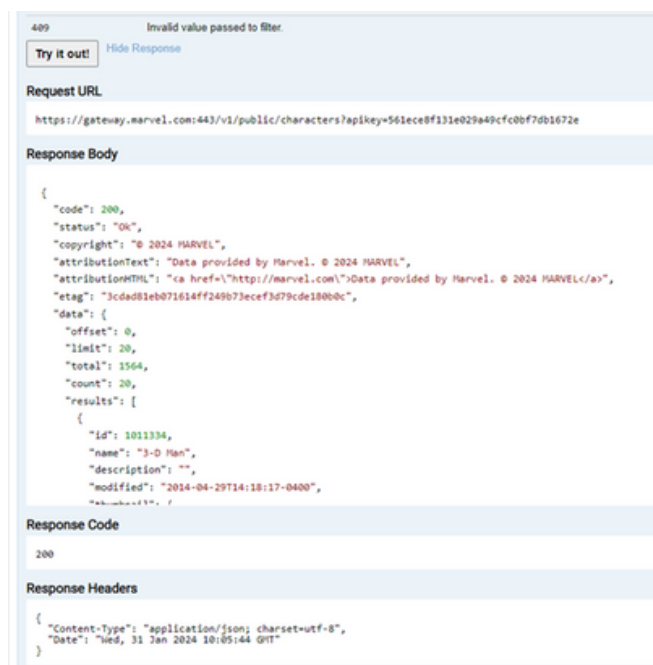 409 Invalid value passed to filter.
Try it out! Hide Response
Request URL
https://gateway.marvel.com:443/v1/public/characters?apikey=561ece8f131e029a49cfc0bf7db1672e
Response Body
{
"code": 200,
"status": "Ok",
"copyright": "© 2024 MARVEL",
"attributionText": "Data provided by Marvel. © 2024 MARVEL",
"attributionHTML": "<a href=\"http://marvel.com\">Data provided by Marvel. © 2024 MARVEL</a>",
"etag": "3cdad81eb071614ff249b73ecef3d79cde180b0c",
"data": {
"offset": 0,
"limit": 20,
"total": 1564,
"count": 20,
"results": [
{
"id": 1011334,
"name": "3-D Man",
"description": "",
"modified": "2014-04-29T14:18:17-0400",
"thumbnail": {
Response Code
200
Response Headers
{
"Content-Type": "application/json; charset=utf-8",
"Date": "Wed, 31 Jan 2024 10:05:44 GMT"
}